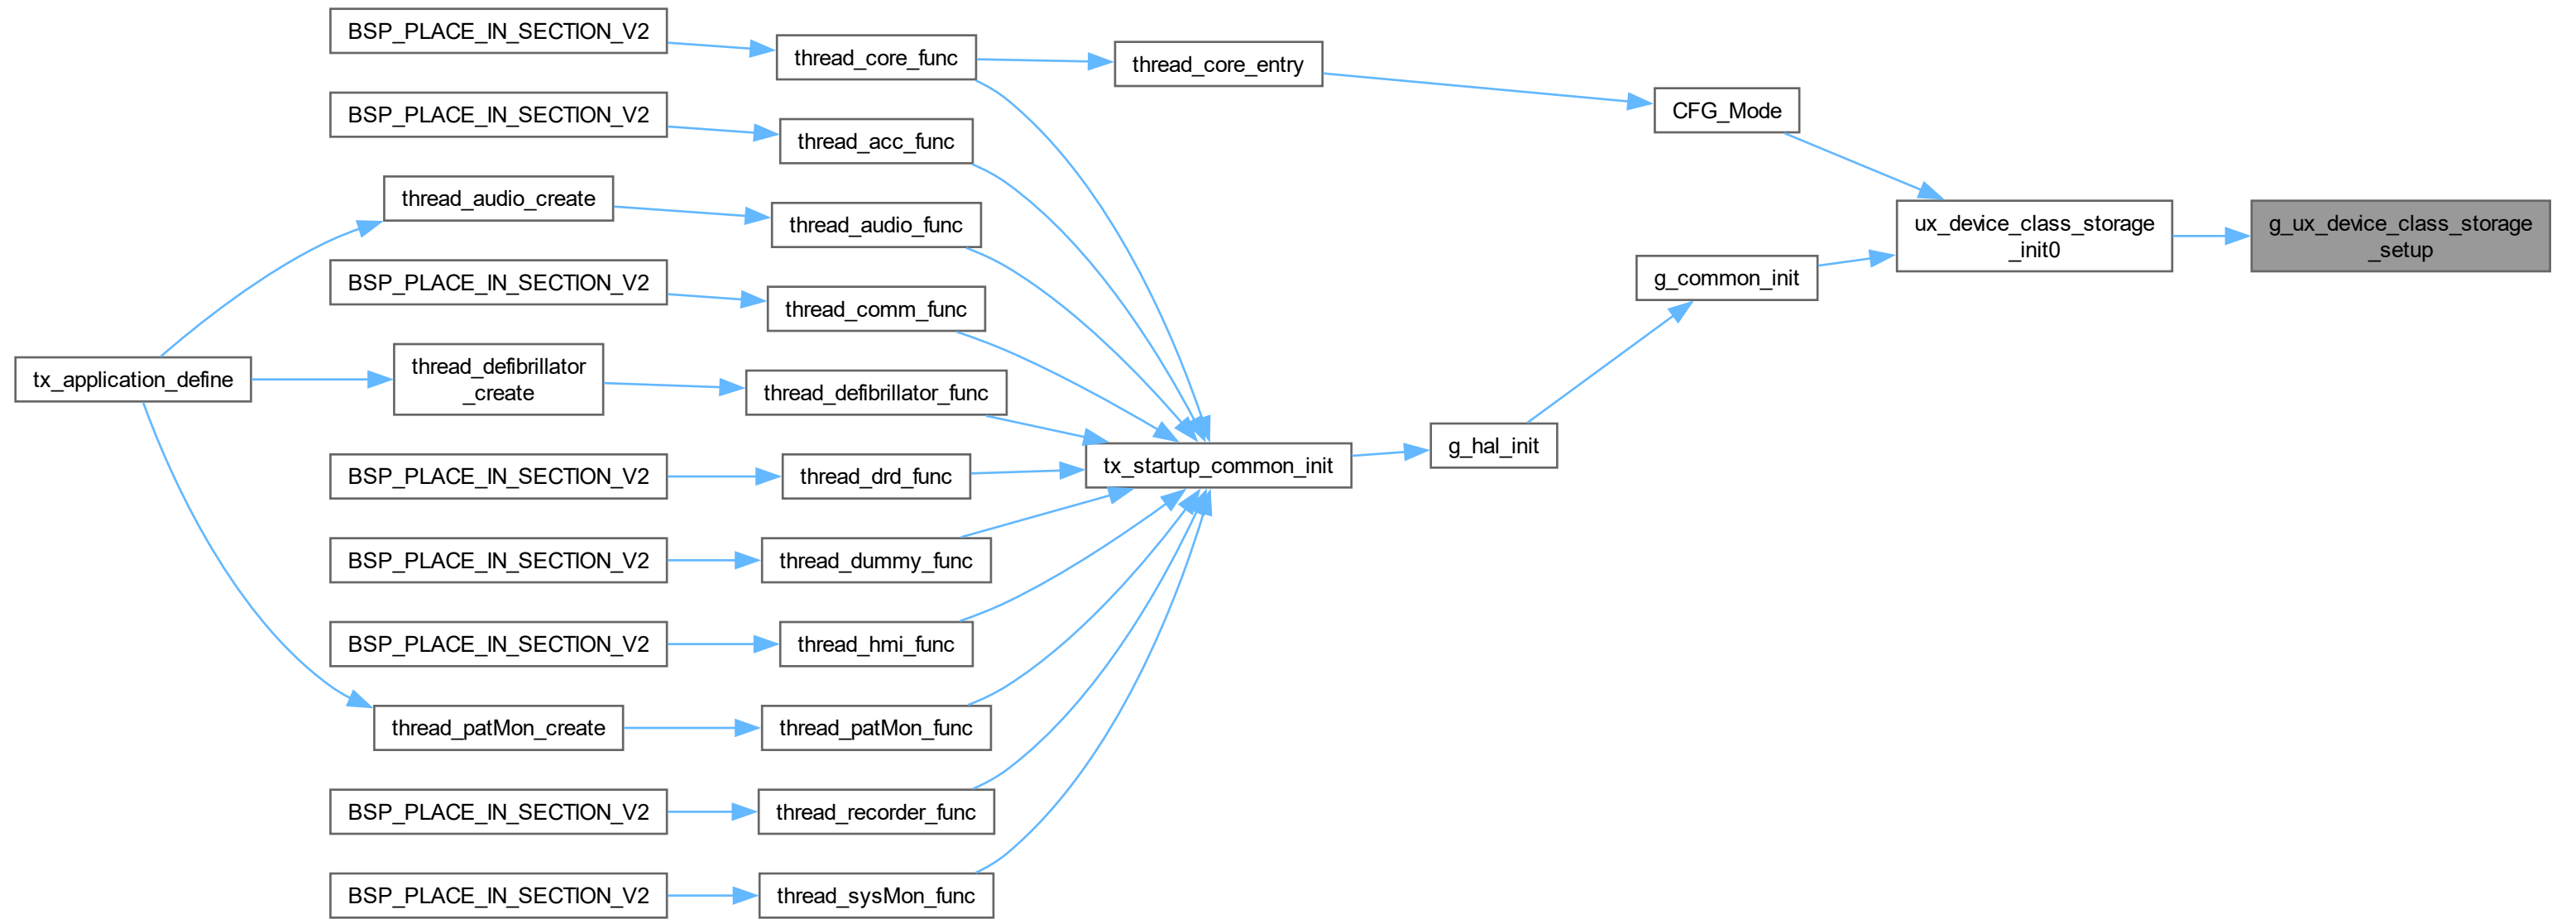 BSP_PLACE_IN_SECTION_V2
thread_core_func
thread_core_entry
CFG_Mode
BSP_PLACE_IN_SECTION_V2
thread_acc_func
thread_audio_create
thread_audio_func
ux_device_class_storage
_init0
g_ux_device_class_storage
_setup
BSP_PLACE_IN_SECTION_V2
thread_comm_func
g_common_init
tx_application_define
thread_defibrillator
_create
thread_defibrillator_func
g_hal_init
tx_startup_common_init
BSP_PLACE_IN_SECTION_V2
thread_drd_func
BSP_PLACE_IN_SECTION_V2
thread_dummy_func
BSP_PLACE_IN_SECTION_V2
thread_hmi_func
thread_patMon_create
thread_patMon_func
BSP_PLACE_IN_SECTION_V2
thread_recorder_func
BSP_PLACE_IN_SECTION_V2
thread_sysMon_func